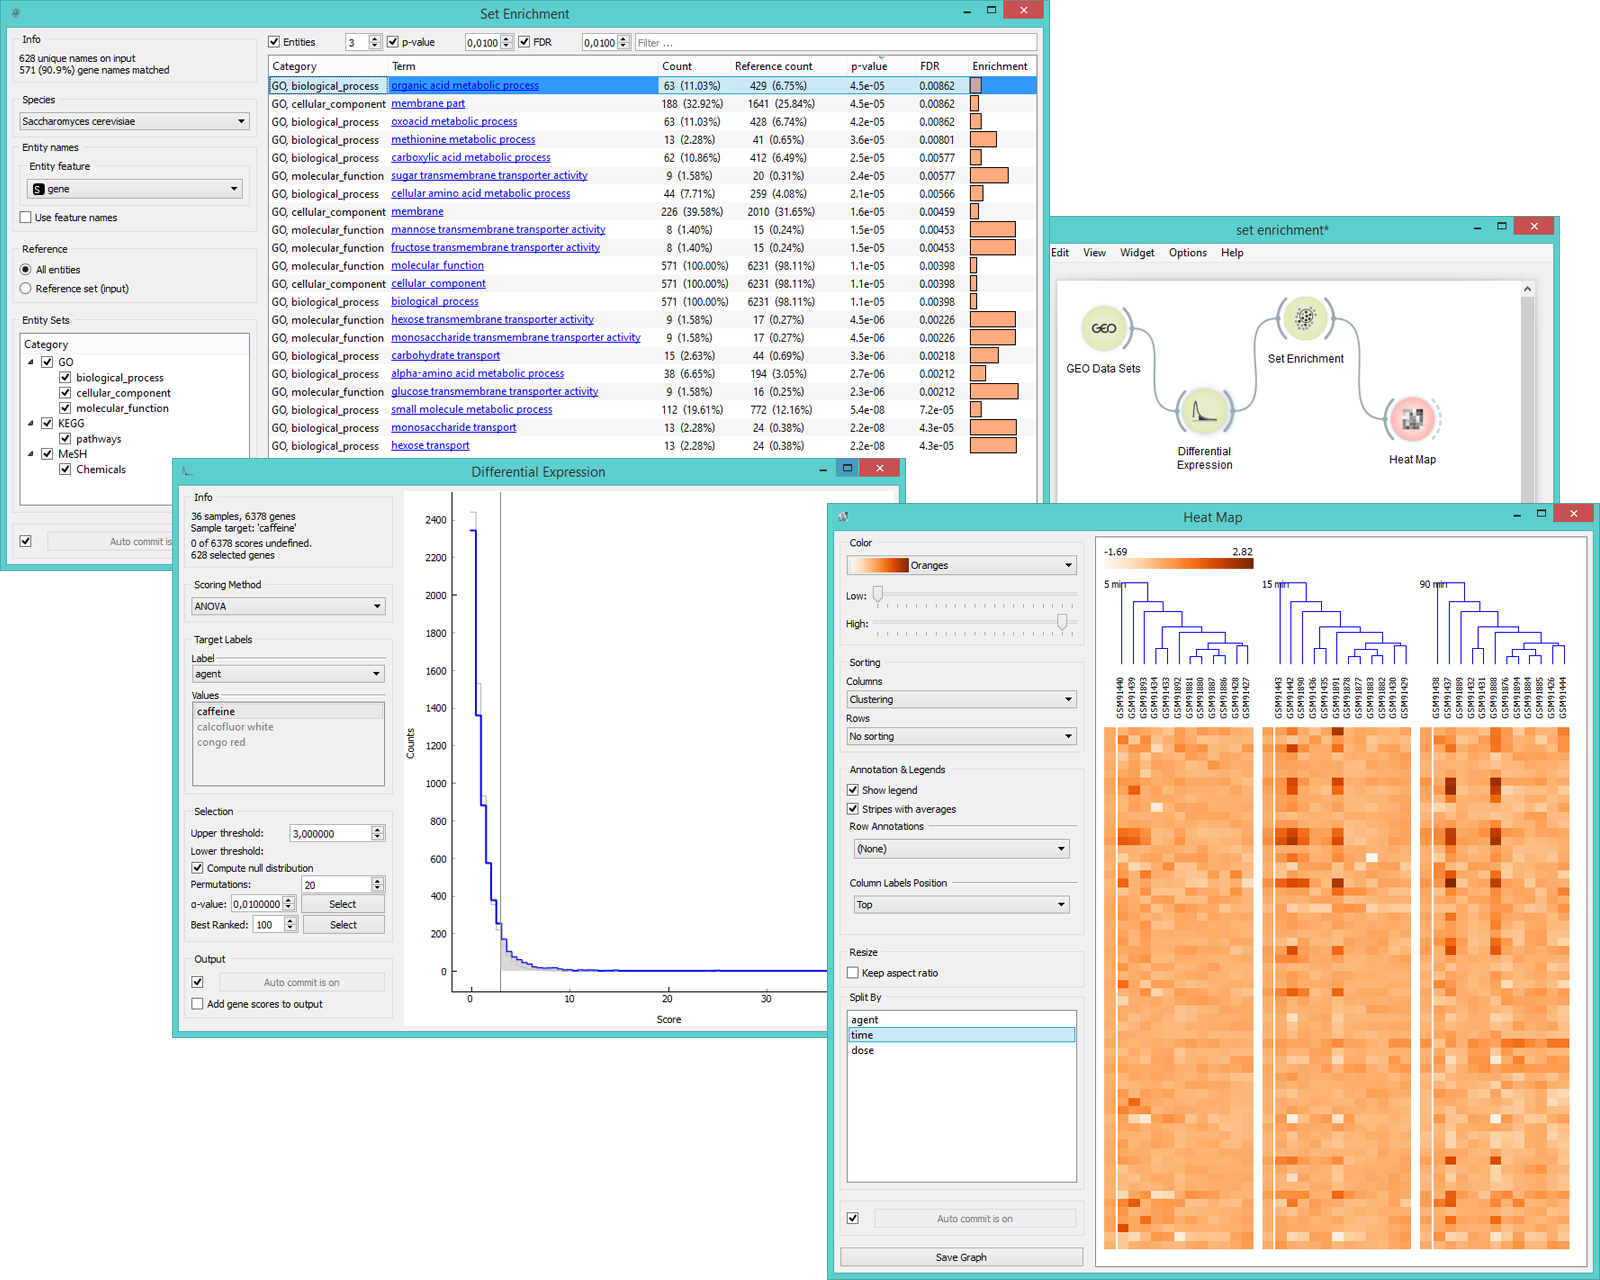 Set Enrichment
Info
628 unique names on input
571 (90.9%) gene names matched
Species
Saccharomyces cerevisiae
Entity names
Entity feature
S gene
Use feature names
Reference
All entities
Reference set (input)
Entity Sets
Category
GO
biological_process
cellular_component
molecular_function
KEGG
pathways
MeSH
Chemicals
Auto commit is
Entities 3 p-value 0,0100 FDR 0,0100 Filter ...
Category Term Count Reference count p-value FDR Enrichment
GO, biological_process organic acid metabolic process 63 (11.03%) 429 (6.75%) 4.5e-05 0.00862
GO, cellular_component membrane part 188 (32.92%) 1641 (25.84%) 4.5e-05 0.00862
GO, biological_process oxoacid metabolic process 63 (11.03%) 428 (6.74%) 4.2e-05 0.00862
GO, biological_process methionine metabolic process 13 (2.28%) 41 (0.65%) 3.6e-05 0.00801
GO, biological_process carboxylic acid metabolic process 62 (10.86%) 412 (6.49%) 2.5e-05 0.00577
GO, molecular_function sugar transmembrane transporter activity 9 (1.58%) 20 (0.31%) 2.4e-05 0.00577
GO, biological_process cellular amino acid metabolic process 44 (7.71%) 259 (4.08%) 2.1e-05 0.00566
GO, cellular_component membrane 226 (39.58%) 2010 (31.65%) 1.6e-05 0.00459
GO, molecular_function mannose transmembrane transporter activity 8 (1.40%) 15 (0.24%) 1.5e-05 0.00453
GO, molecular_function fructose transmembrane transporter activity 8 (1.40%) 15 (0.24%) 1.5e-05 0.00453
GO, molecular_function molecular_function 571 (100.00%) 6231 (98.11%) 1.1e-05 0.00398
GO, cellular_component cellular_component 571 (100.00%) 6231 (98.11%) 1.1e-05 0.00398
GO, biological_process biological_process 571 (100.00%) 6231 (98.11%) 1.1e-05 0.00398
GO, molecular_function hexose transmembrane transporter activity 9 (1.58%) 17 (0.27%) 4.5e-06 0.00226
GO, molecular_function monosaccharide transmembrane transporter activity 9 (1.58%) 17 (0.27%) 4.5e-06 0.00226
GO, biological_process carbohydrate transport 15 (2.63%) 44 (0.69%) 3.3e-06 0.00218
GO, biological_process alpha-amino acid metabolic process 38 (6.65%) 194 (3.05%) 2.7e-06 0.00212
GO, molecular_function glucose transmembrane transporter activity 9 (1.58%) 16 (0.25%) 2.3e-06 0.00212
GO, biological_process small molecule metabolic process 112 (19.61%) 772 (12.16%) 5.4e-08 7.2e-05
GO, biological_process monosaccharide transport 13 (2.28%) 24 (0.38%) 2.2e-08 4.3e-05
GO, biological_process hexose transport 13 (2.28%) 24 (0.38%) 2.2e-08 4.3e-05
set enrichment*
Edit View Widget Options Help
GEO
GEO Data Sets
Differential
Expression
Set Enrichment
Heat Map
Differential Expression
Info
36 samples, 6378 genes
Sample target: 'caffeine'
0 of 6378 scores undefined.
628 selected genes
Scoring Method
ANOVA
Target Labels
Label
agent
Values
caffeine
calcofluor white
congo red
Selection
Upper threshold: 3,000000
Lower threshold:
Compute null distribution
Permutations: 20
α-value: 0,0100000 Select
Best Ranked: 100 Select
Output
Auto commit is on
Add gene scores to output
Counts
2400
2200
2000
1800
1600
1400
1200
1000
800
600
400
200
0
0 10 20 30
Score
Heat Map
Color
Oranges
Low:
High:
Sorting
Columns
Clustering
Rows
No sorting
Annotation & Legends
Show legend
Stripes with averages
Row Annotations
(None)
Column Labels Position
Top
Resize
Keep aspect ratio
Split By
agent
time
dose
Auto commit is on
Save Graph
-1.69 2.82
5 min 15 min 90 min
GSM91440 GSM91439 GSM91893 GSM91434 GSM91433 GSM91892 GSM91881 GSM91880 GSM91887 GSM91886 GSM91428 GSM91427
GSM91443 GSM91442 GSM91890 GSM91436 GSM91435 GSM91891 GSM91878 GSM91877 GSM91883 GSM91882 GSM91430 GSM91429
GSM91438 GSM91437 GSM91889 GSM91432 GSM91431 GSM91888 GSM91876 GSM91894 GSM91884 GSM91885 GSM91426 GSM91444